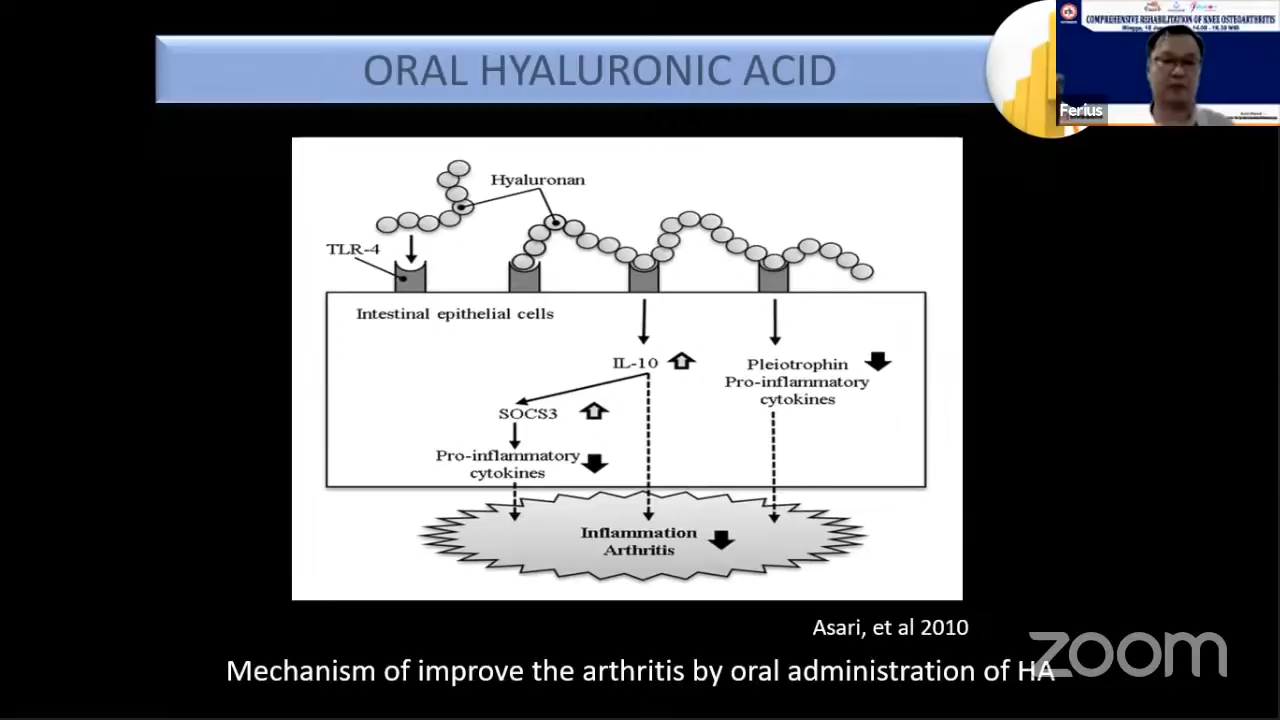 COMPREHENSIVE REHABILITATION OF KNEE OSTEOARTHRITIS
Ferius
ORAL HYALURONIC ACID
Hyaluronan
TLR-4
Intestinal epithelial cells
IL-10
Pleiotrophin
Pro-inflammatory
cytokines
SOCS3
Pro-inflammatory
cytokines
Inflammation
Arthritis
Asari, et al 2010
zoom
Mechanism of improve the arthritis by oral administration of HA